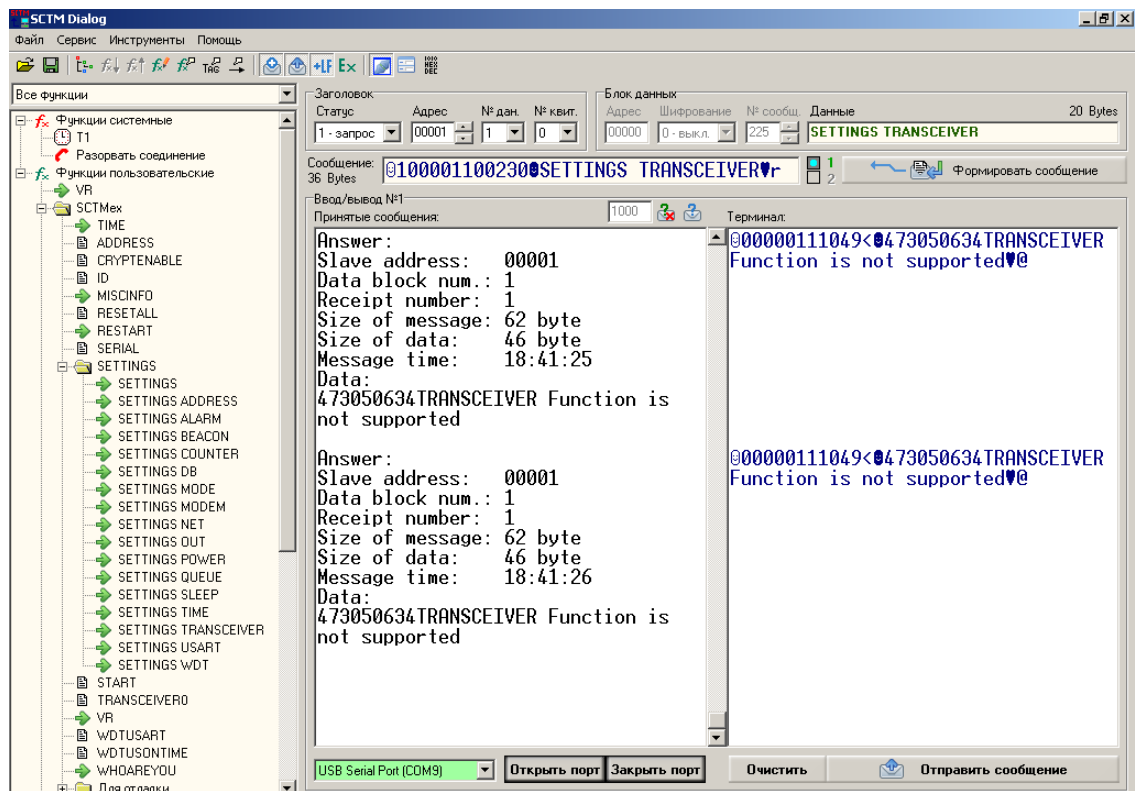 SCTM Dialog
Файл Сервис Инструменты Помощь
+LF Ex
Все функции
Функции системные
T1
Разорвать соединение
Функции пользовательские
VR
SCTMex
TIME
ADDRESS
CRYPTENABLE
ID
MISCINFO
RESETALL
RESTART
SERIAL
SETTINGS
SETTINGS
SETTINGS ADDRESS
SETTINGS ALARM
SETTINGS BEACON
SETTINGS COUNTER
SETTINGS DB
SETTINGS MODE
SETTINGS MODEM
SETTINGS NET
SETTINGS OUT
SETTINGS POWER
SETTINGS QUEUE
SETTINGS SLEEP
SETTINGS TIME
SETTINGS TRANSCEIVER
SETTINGS USART
SETTINGS WDT
START
TRANSCEIVER0
VR
WDTUSART
WDTUSONTIME
WHOAREYOU
Для отладки
Заголовок
Статус Адрес № дан. № квит.
1 - запрос 00001 1 0
Блок данных
Адрес Шифрование № сообщ. Данные 20 Bytes
00000 0 - выкл. 225 SETTINGS TRANSCEIVER
Сообщение:
36 Bytes
☺100001100230☻SETTINGS TRANSCEIVER♥r
1
2
Формировать сообщение
Ввод/вывод №1
Принятые сообщения:
1000
Answer:
Slave address: 00001
Data block num.: 1
Receipt number: 1
Size of message: 62 byte
Size of data: 46 byte
Message time: 18:41:25
Data:
473050634TRANSCEIVER Function is
not supported
Answer:
Slave address: 00001
Data block num.: 1
Receipt number: 1
Size of message: 62 byte
Size of data: 46 byte
Message time: 18:41:26
Data:
473050634TRANSCEIVER Function is
not supported
Терминал:
☺00000111049<☻473050634TRANSCEIVER
Function is not supported♥@
☺00000111049<☻473050634TRANSCEIVER
Function is not supported♥@
USB Serial Port (COM9)
Открыть порт
Закрыть порт
Очистить
Отправить сообщение